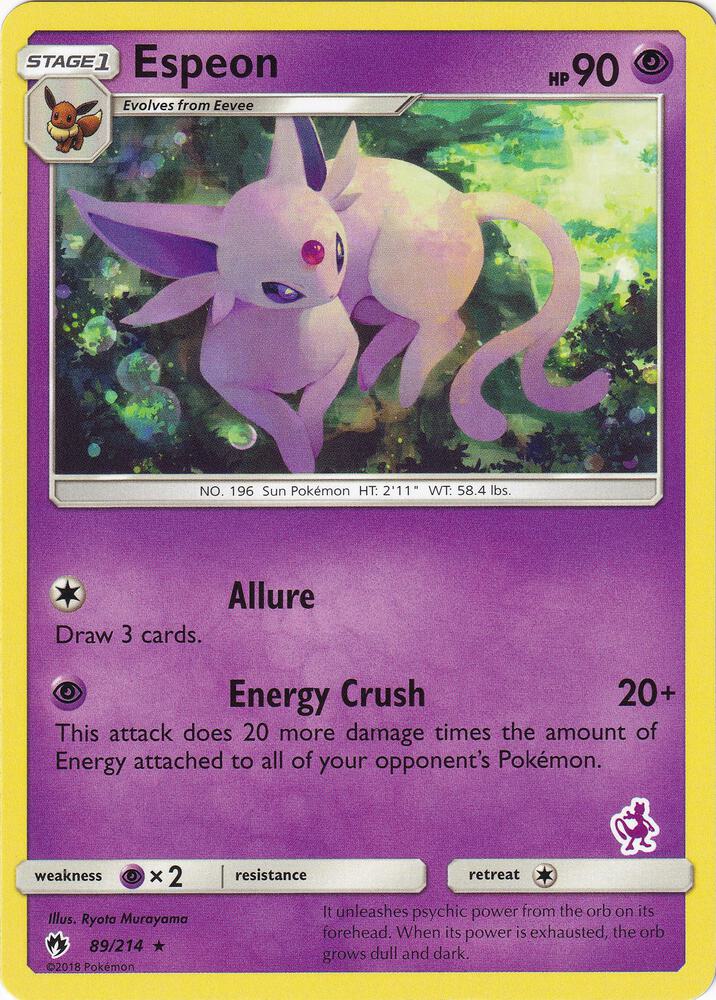 STAGE1 Espeon HP 90
Evolves from Eevee
NO. 196 Sun Pokémon HT: 2'11" WT: 58.4 lbs.
Allure
Draw 3 cards.
Energy Crush 20+
This attack does 20 more damage times the amount of
Energy attached to all of your opponent's Pokémon.
weakness ×2 resistance retreat
Illus. Ryota Murayama
89/214 ★
©2018 Pokémon
It unleashes psychic power from the orb on its
forehead. When its power is exhausted, the orb
grows dull and dark.